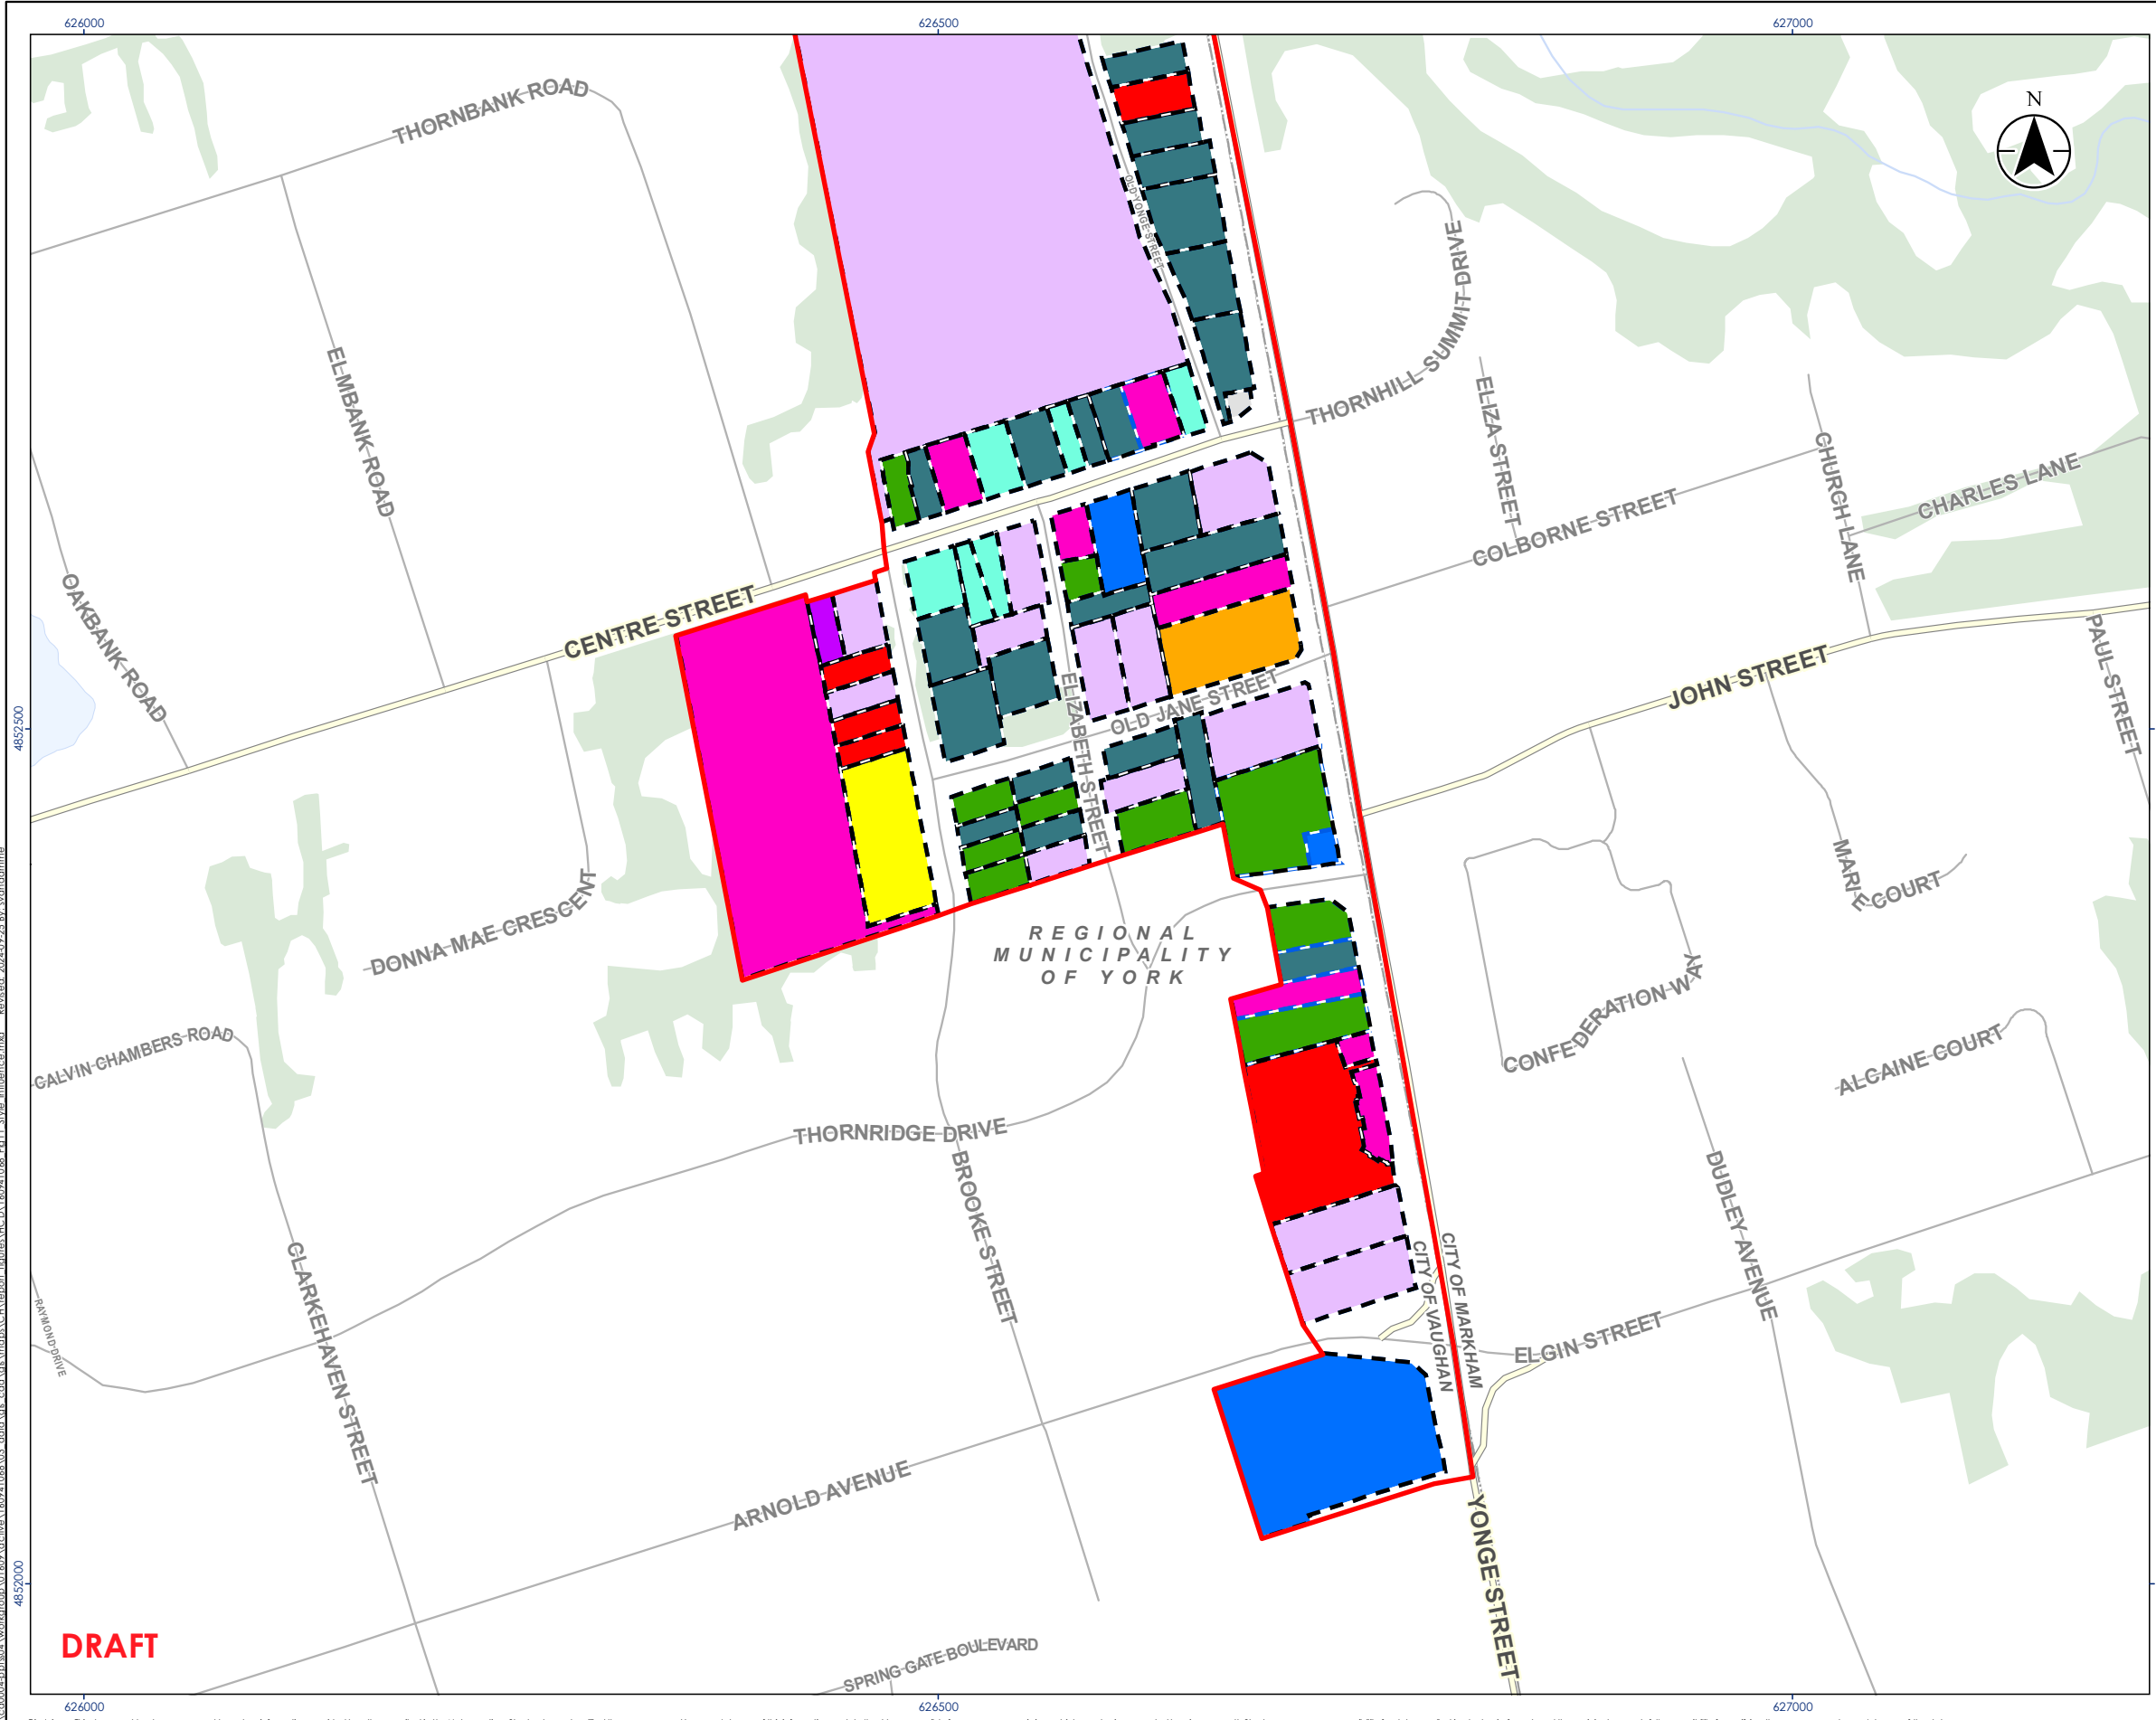 626000
626500
627000
N
THORNBANK ROAD
OLD YONGE STREET
THORNHILL SUMMIT DRIVE
ELMBANK ROAD
ELIZA STREET
CHURCH LANE
CHARLES LANE
COLBORNE STREET
OAKBANK ROAD
CENTRE STREET
PAUL STREET
JOHN STREET
ELIZABETH STREET
OLD JANE STREET
4852500
MARIE COURT
DONNA MAE CRESCENT
REGIONAL
MUNICIPALITY
OF YORK
CONFEDERATION WAY
CALVIN CHAMBERS ROAD
ALCAINE COURT
THORNRIDGE DRIVE
BROOKE STREET
DUDLEY AVENUE
CLARKEHAVEN STREET
RAYMOND DRIVE
CITY OF VAUGHAN
CITY OF MARKHAM
ELGIN STREET
ARNOLD AVENUE
YONGE STREET
4852000
DRAFT
SPRING GATE BOULEVARD
626000
626500
627000